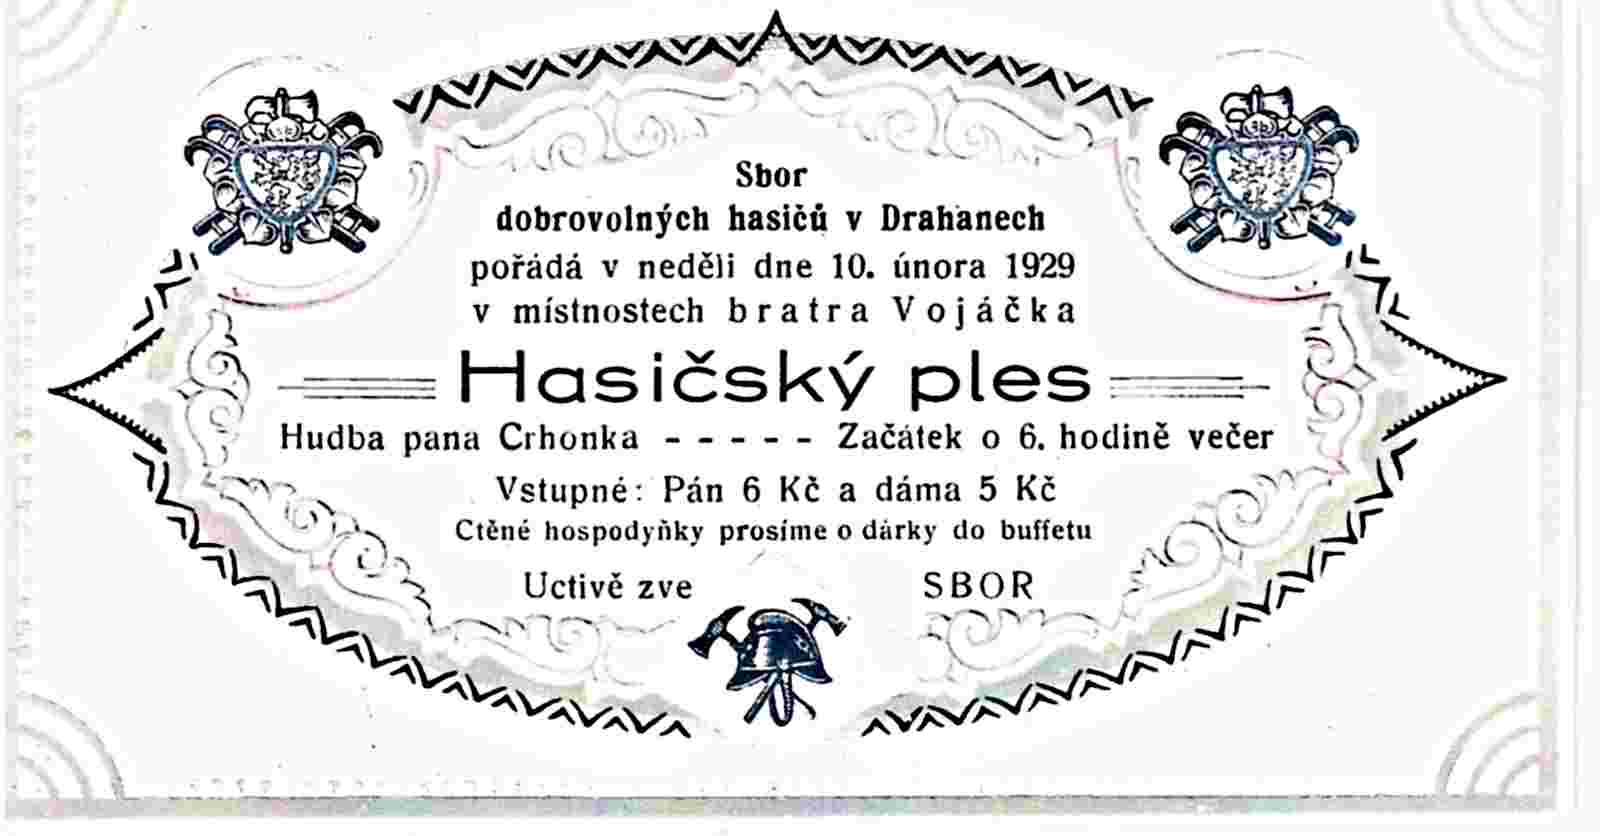 Sbor
dobrovolných hasičů v Drahanech
pořádá v neděli dne 10. února 1929
v místnostech bratra Vojáčka
Hasičský ples
Hudba pana Crhonka - - - - - Začátek o 6. hodině večer
Vstupné: Pán 6 Kč a dáma 5 Kč
Ctěné hospodyňky prosíme o dárky do buffetu
Uctivě zve SBOR